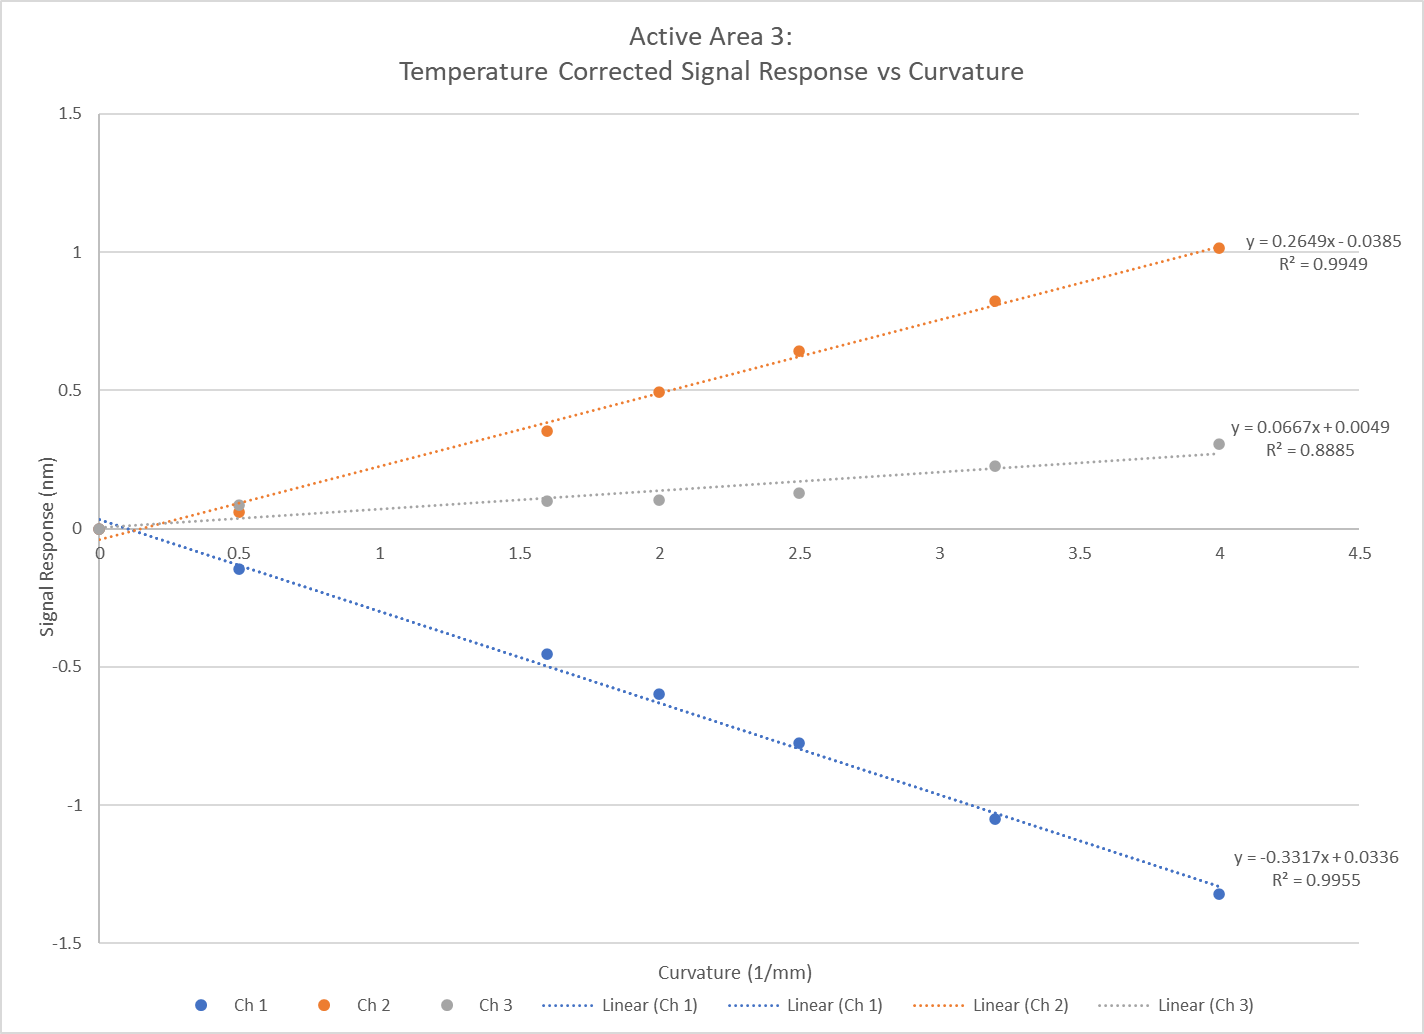 Active Area 3:
Temperature Corrected Signal Response vs Curvature
1.5
1
0.5
0
-0.5
-1
-1.5
0 0.5 1 1.5 2 2.5 3 3.5 4 4.5
y = 0.2649x - 0.0385
R² = 0.9949
y = 0.0667x + 0.0049
R² = 0.8885
y = -0.3317x + 0.0336
R² = 0.9955
Signal Response (nm)
Curvature (1/mm)
Ch 1 Ch 2 Ch 3 Linear (Ch 1) Linear (Ch 1) Linear (Ch 2) Linear (Ch 3)